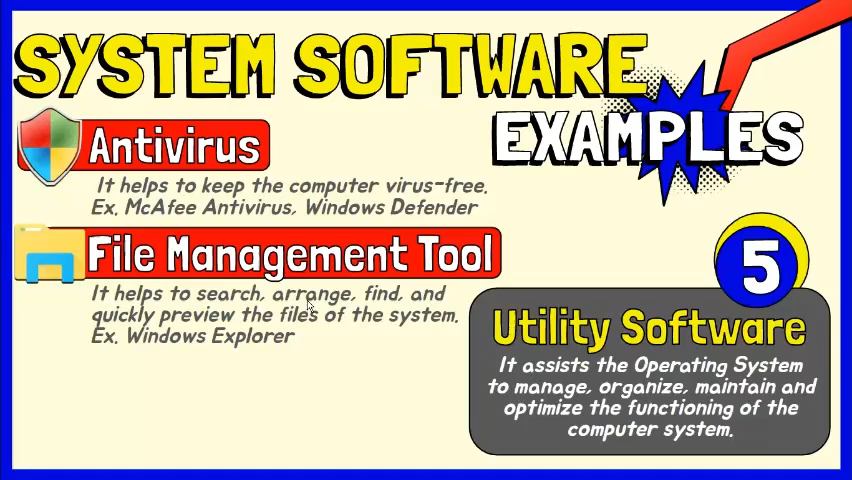 SYSTEM SOFTWARE
EXAMPLES
Antivirus
It helps to keep the computer virus-free.
Ex. McAfee Antivirus, Windows Defender
File Management Tool
It helps to search, arrange, find, and
quickly preview the files of the system.
Ex. Windows Explorer
5
Utility Software
It assists the Operating System
to manage, organize, maintain and
optimize the functioning of the
computer system.